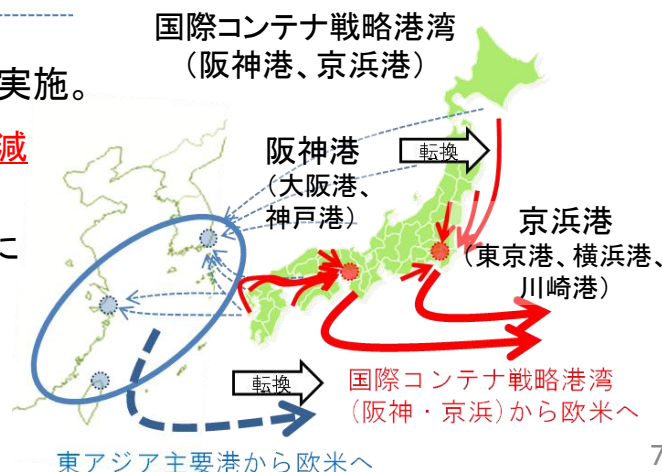 国際コンテナ戦略港湾
（阪神港、京浜港）
実施。
減
に
阪神港
（大阪港、
神戸港）
転換
京浜港
（東京港、横浜港、
川崎港）
転換
国際コンテナ戦略港湾
（阪神・京浜）から欧米へ
東アジア主要港から欧米へ
7